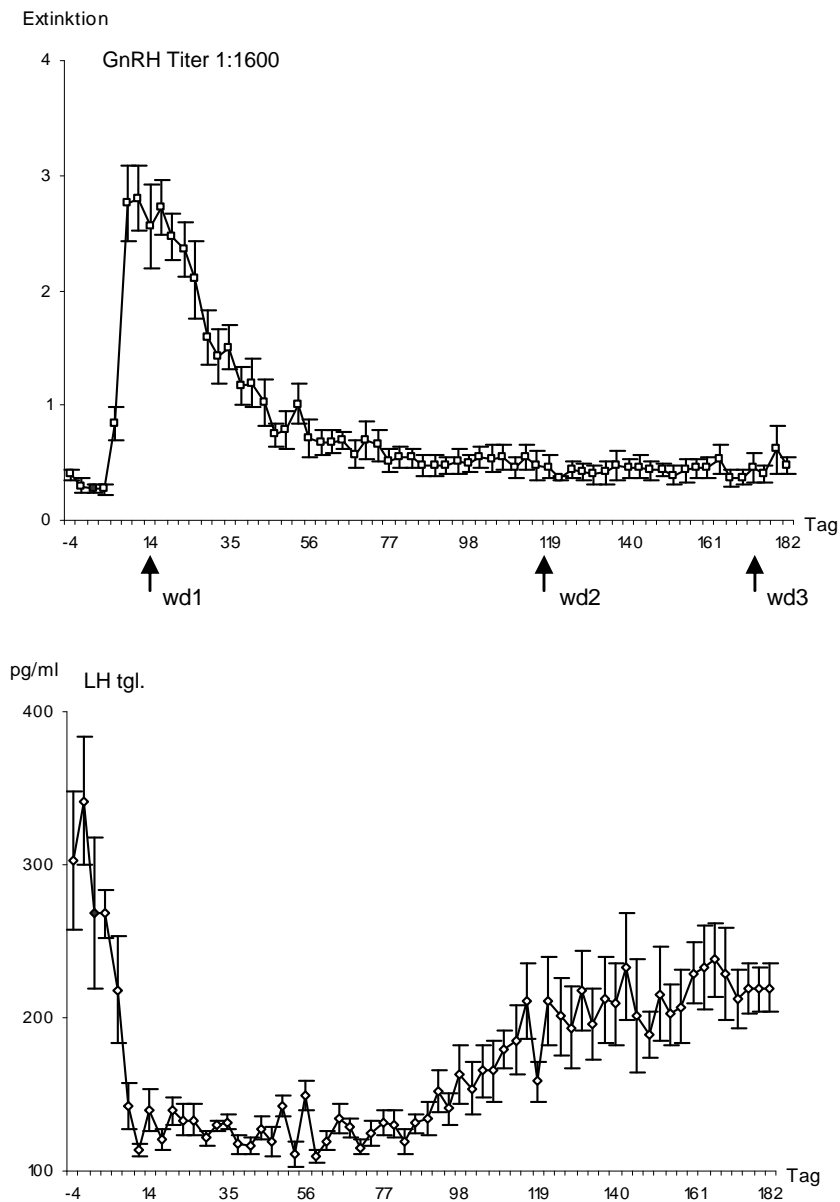 Extinktion
GnRH Titer 1:1600
4
3
2
1
0
-4 14 35 56 77 98 119 140 161 182 Tag
wd1 wd2 wd3
pg/ml
LH tgl.
400
300
200
100
-4 14 35 56 77 98 119 140 161 182 Tag